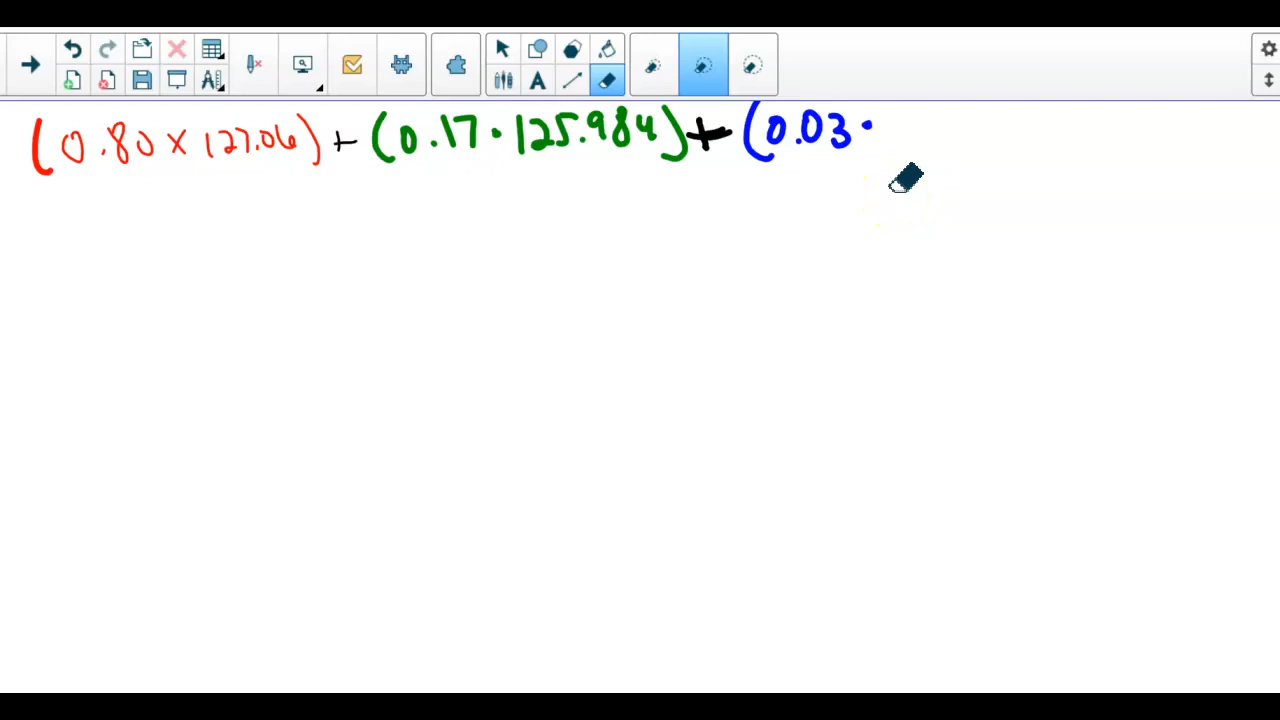 (0.80 x 127.06) + (0.17 · 125.984) + (0.03 ·